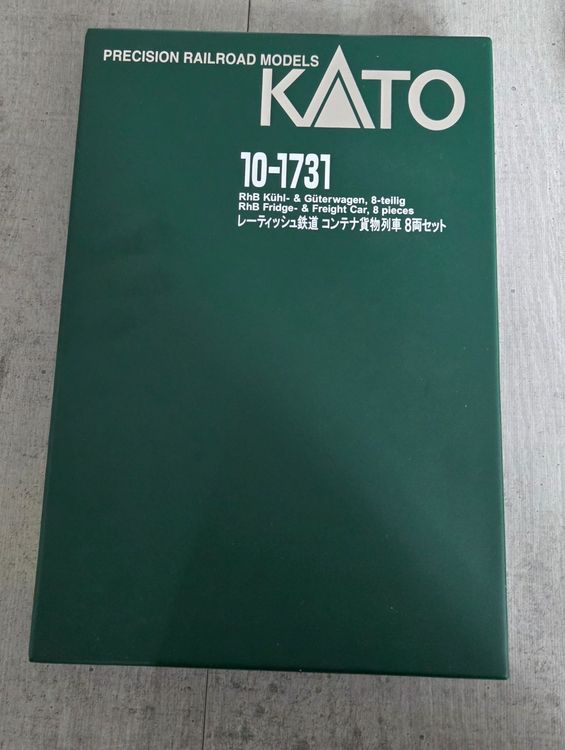 PRECISION RAILROAD MODELS
KATO
10-1731
RhB Kühl- & Güterwagen, 8-teilig
RhB Fridge- & Freight Car, 8 pieces
レーティッシュ鉄道 コンテナ貨物列車 8両セット